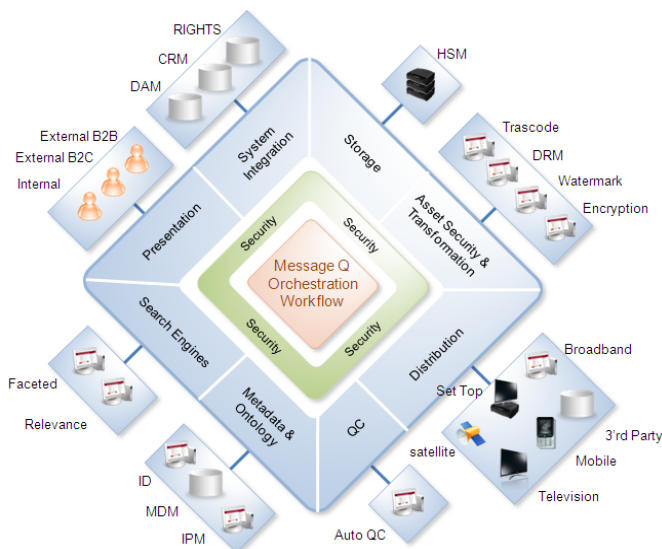 RIGHTS
CRM
DAM
HSM
External B2B
External B2C
Internal
Trascode
DRM
Watermark
Encryption
System
Integration
Storage
Presentation
Asset Security &
Transformation
Security
Security
Message Q
Orchestration
Workflow
Security
Security
Search Engines
Distribution
Metadata &
Ontology
QC
Faceted
Relevance
Broadband
Set Top
3'rd Party
satellite
Mobile
Television
ID
MDM
IPM
Auto QC